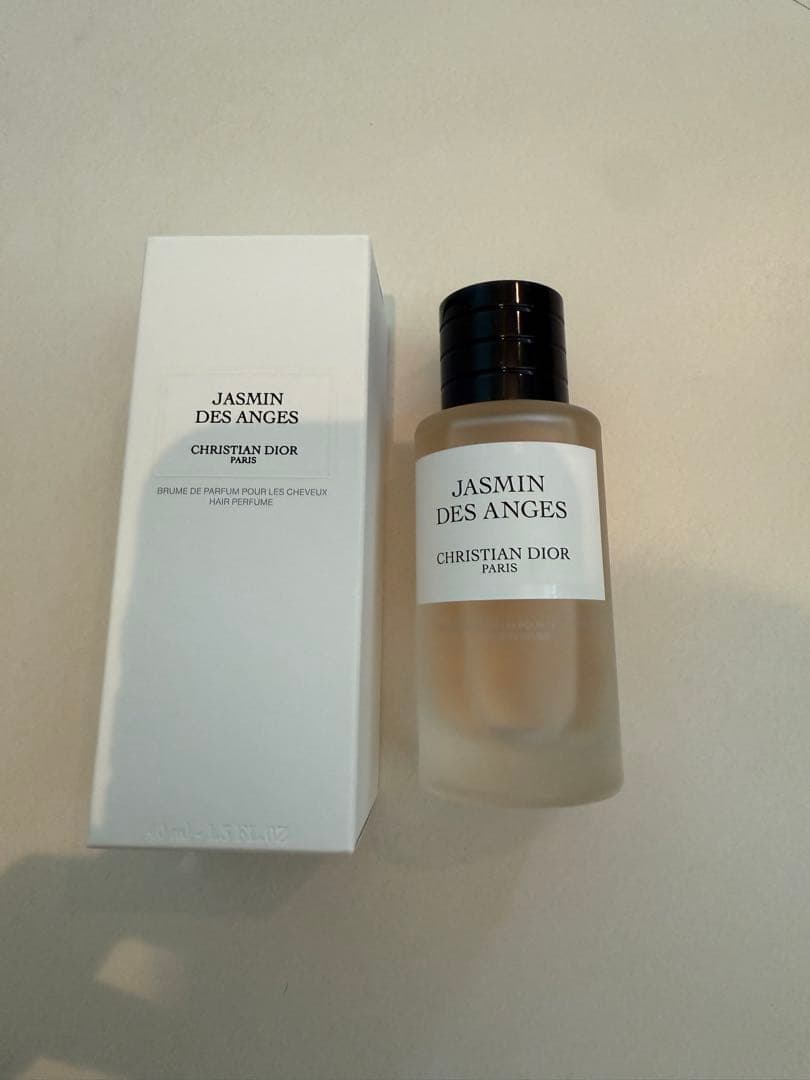 JASMIN
DES ANGES
CHRISTIAN DIOR
PARIS
BRUME DE PARFUM POUR LES CHEVEUX
HAIR PERFUME
JASMIN
DES ANGES
CHRISTIAN DIOR
PARIS